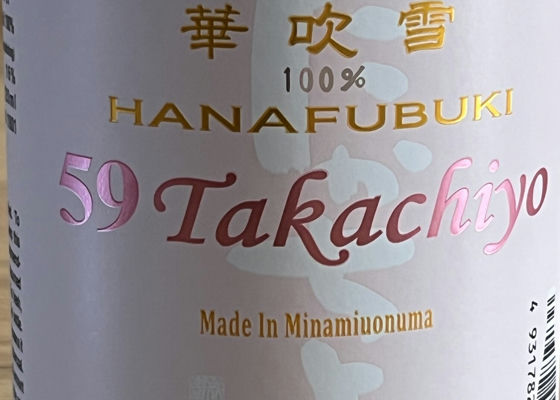 華吹雪
100%
HANAFUBUKI
59 Takachiyo
Made In Minamiuonuma